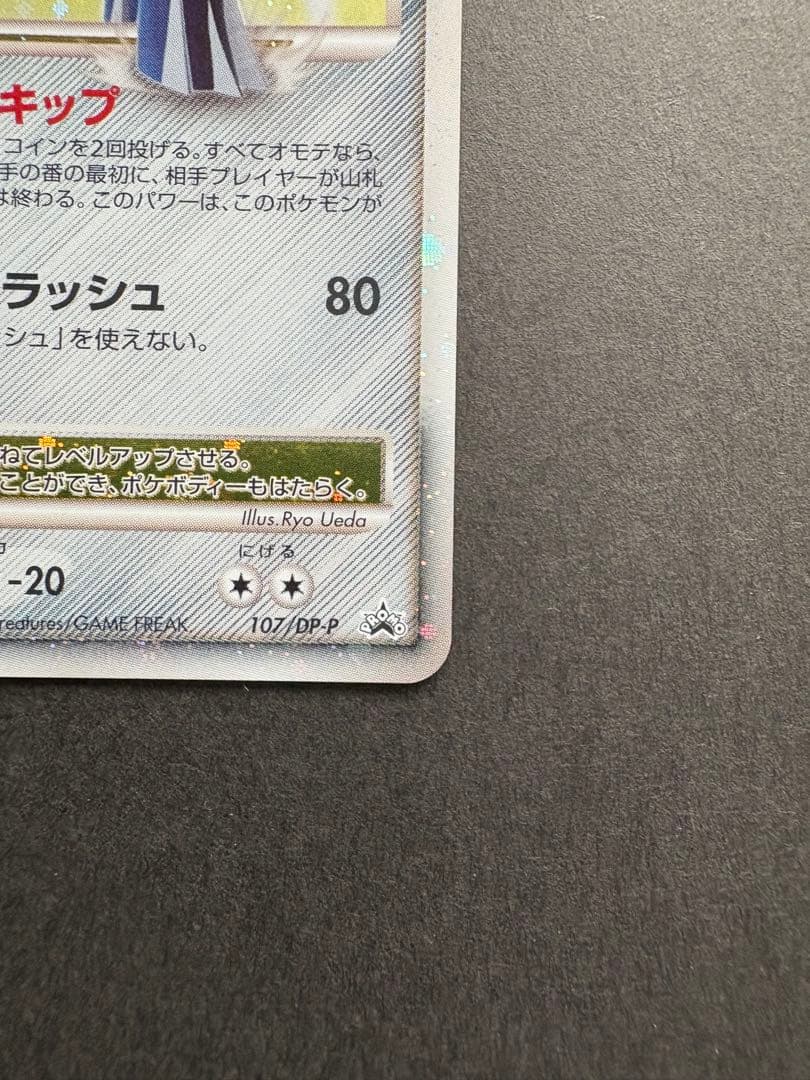 キップ
コインを2回投げる。すべてオモテなら、
手の番の最初に、相手プレイヤーが山札
は終わる。このパワーは、このポケモンが
ラッシュ 80
シュ」を使えない。
ねてレベルアップさせる。
ことができ、ポケボディーもはたらく。
Illus.Ryo Ueda
にげる
-20
reatures/GAME FREAK 107/DP-P PROMO